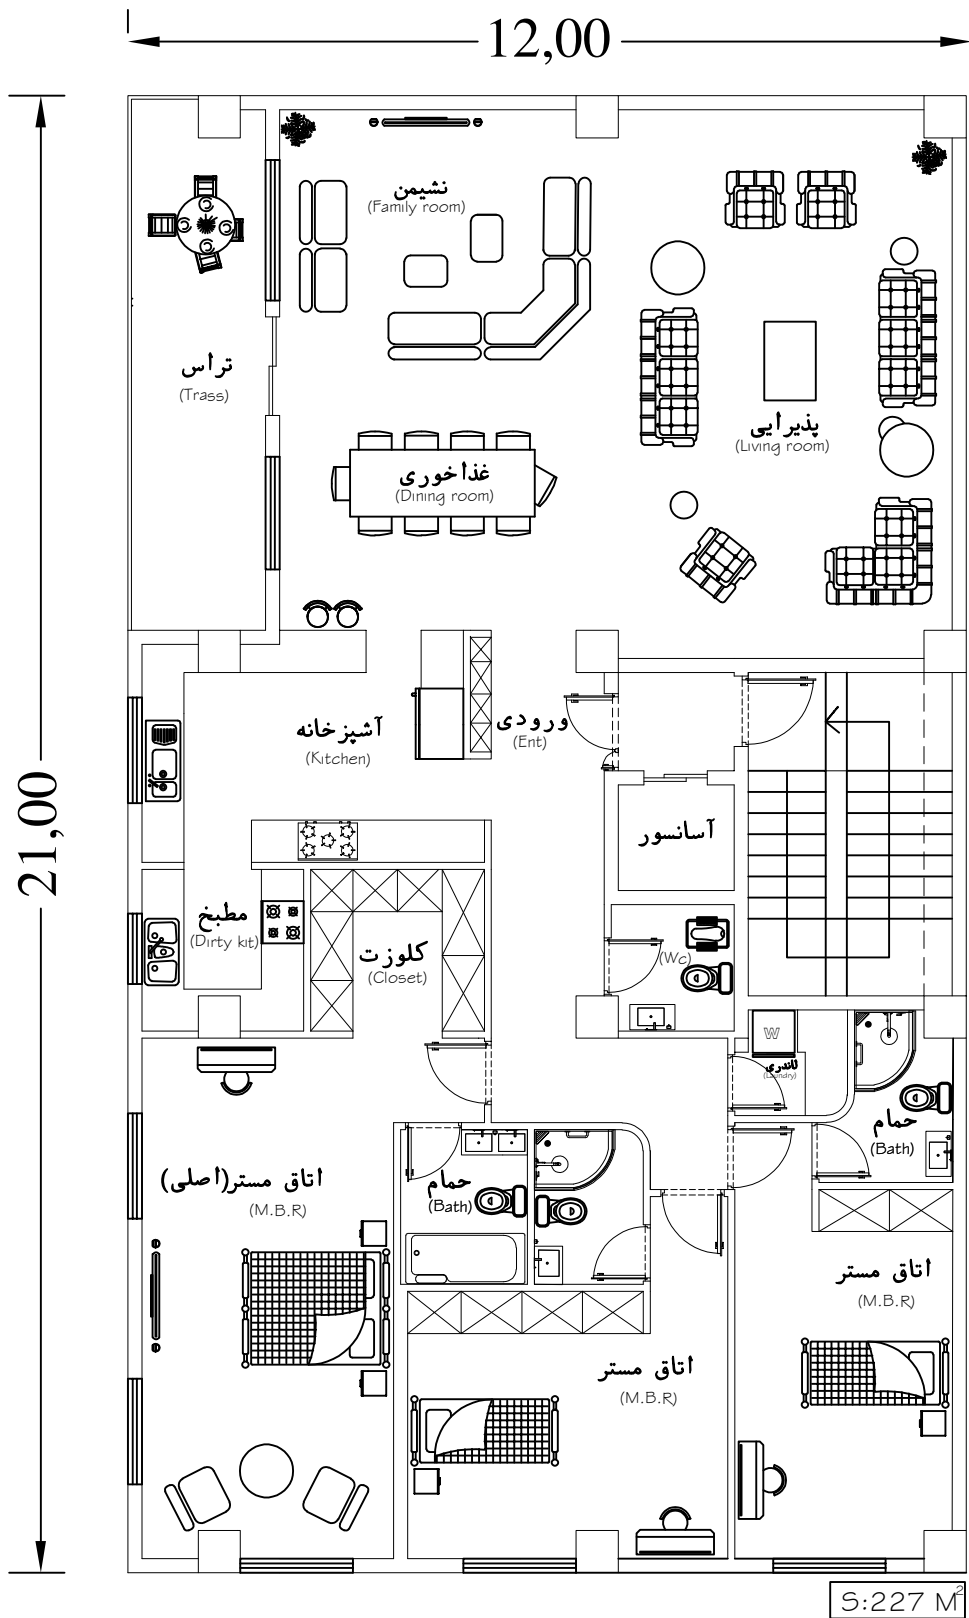 12,00
21,00
نشیمن
(Family room)
تراس
(Trass)
پذیرایی
(Living room)
غذاخوری
(Dining room)
آشپزخانه
(Kitchen)
ورودی
(Ent)
آسانسور
مطبخ
(Dirty kit)
کلوزت
(Closet)
(Wc)
W
لاندری
(Laundry)
حمام
(Bath)
اتاق مستر(اصلی)
(M.B.R)
حمام
(Bath)
اتاق مستر
(M.B.R)
اتاق مستر
(M.B.R)
S:227 M²